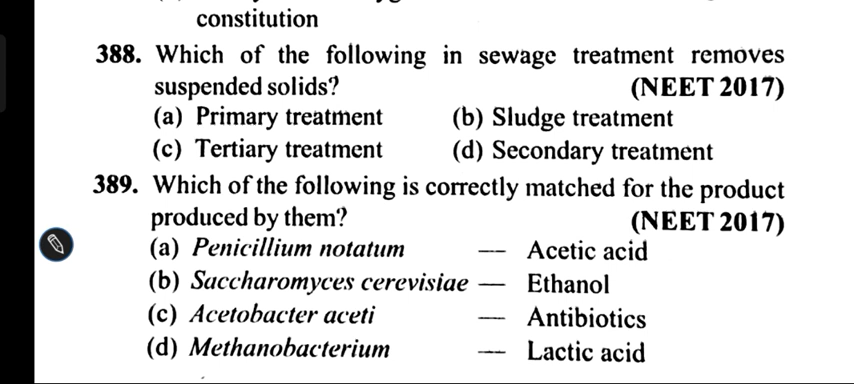 constitution
388. Which of the following in sewage treatment removes
suspended solids? (NEET 2017)
(a) Primary treatment (b) Sludge treatment
(c) Tertiary treatment (d) Secondary treatment
389. Which of the following is correctly matched for the product
produced by them? (NEET 2017)
(a) Penicillium notatum — Acetic acid
(b) Saccharomyces cerevisiae — Ethanol
(c) Acetobacter aceti — Antibiotics
(d) Methanobacterium — Lactic acid